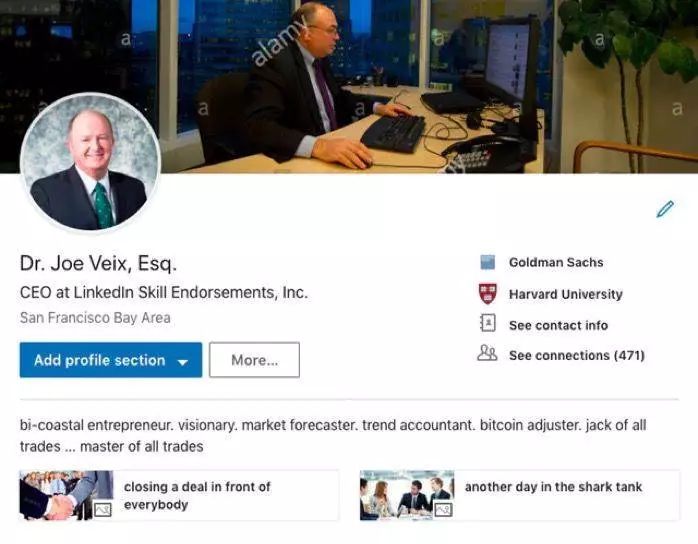 alamy
a
a
a
a
a
a
Dr. Joe Veix, Esq.
CEO at LinkedIn Skill Endorsements, Inc.
San Francisco Bay Area
Add profile section
More...
Goldman Sachs
Harvard University
See contact info
See connections (471)
bi-coastal entrepreneur. visionary. market forecaster. trend accountant. bitcoin adjuster. jack of all
trades ... master of all trades
closing a deal in front of
everybody
another day in the shark tank